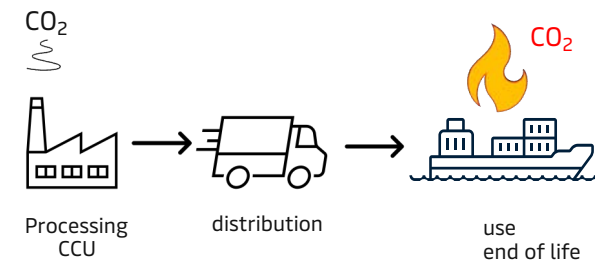 CO₂
CO₂
Processing
CCU
distribution
use
end of life